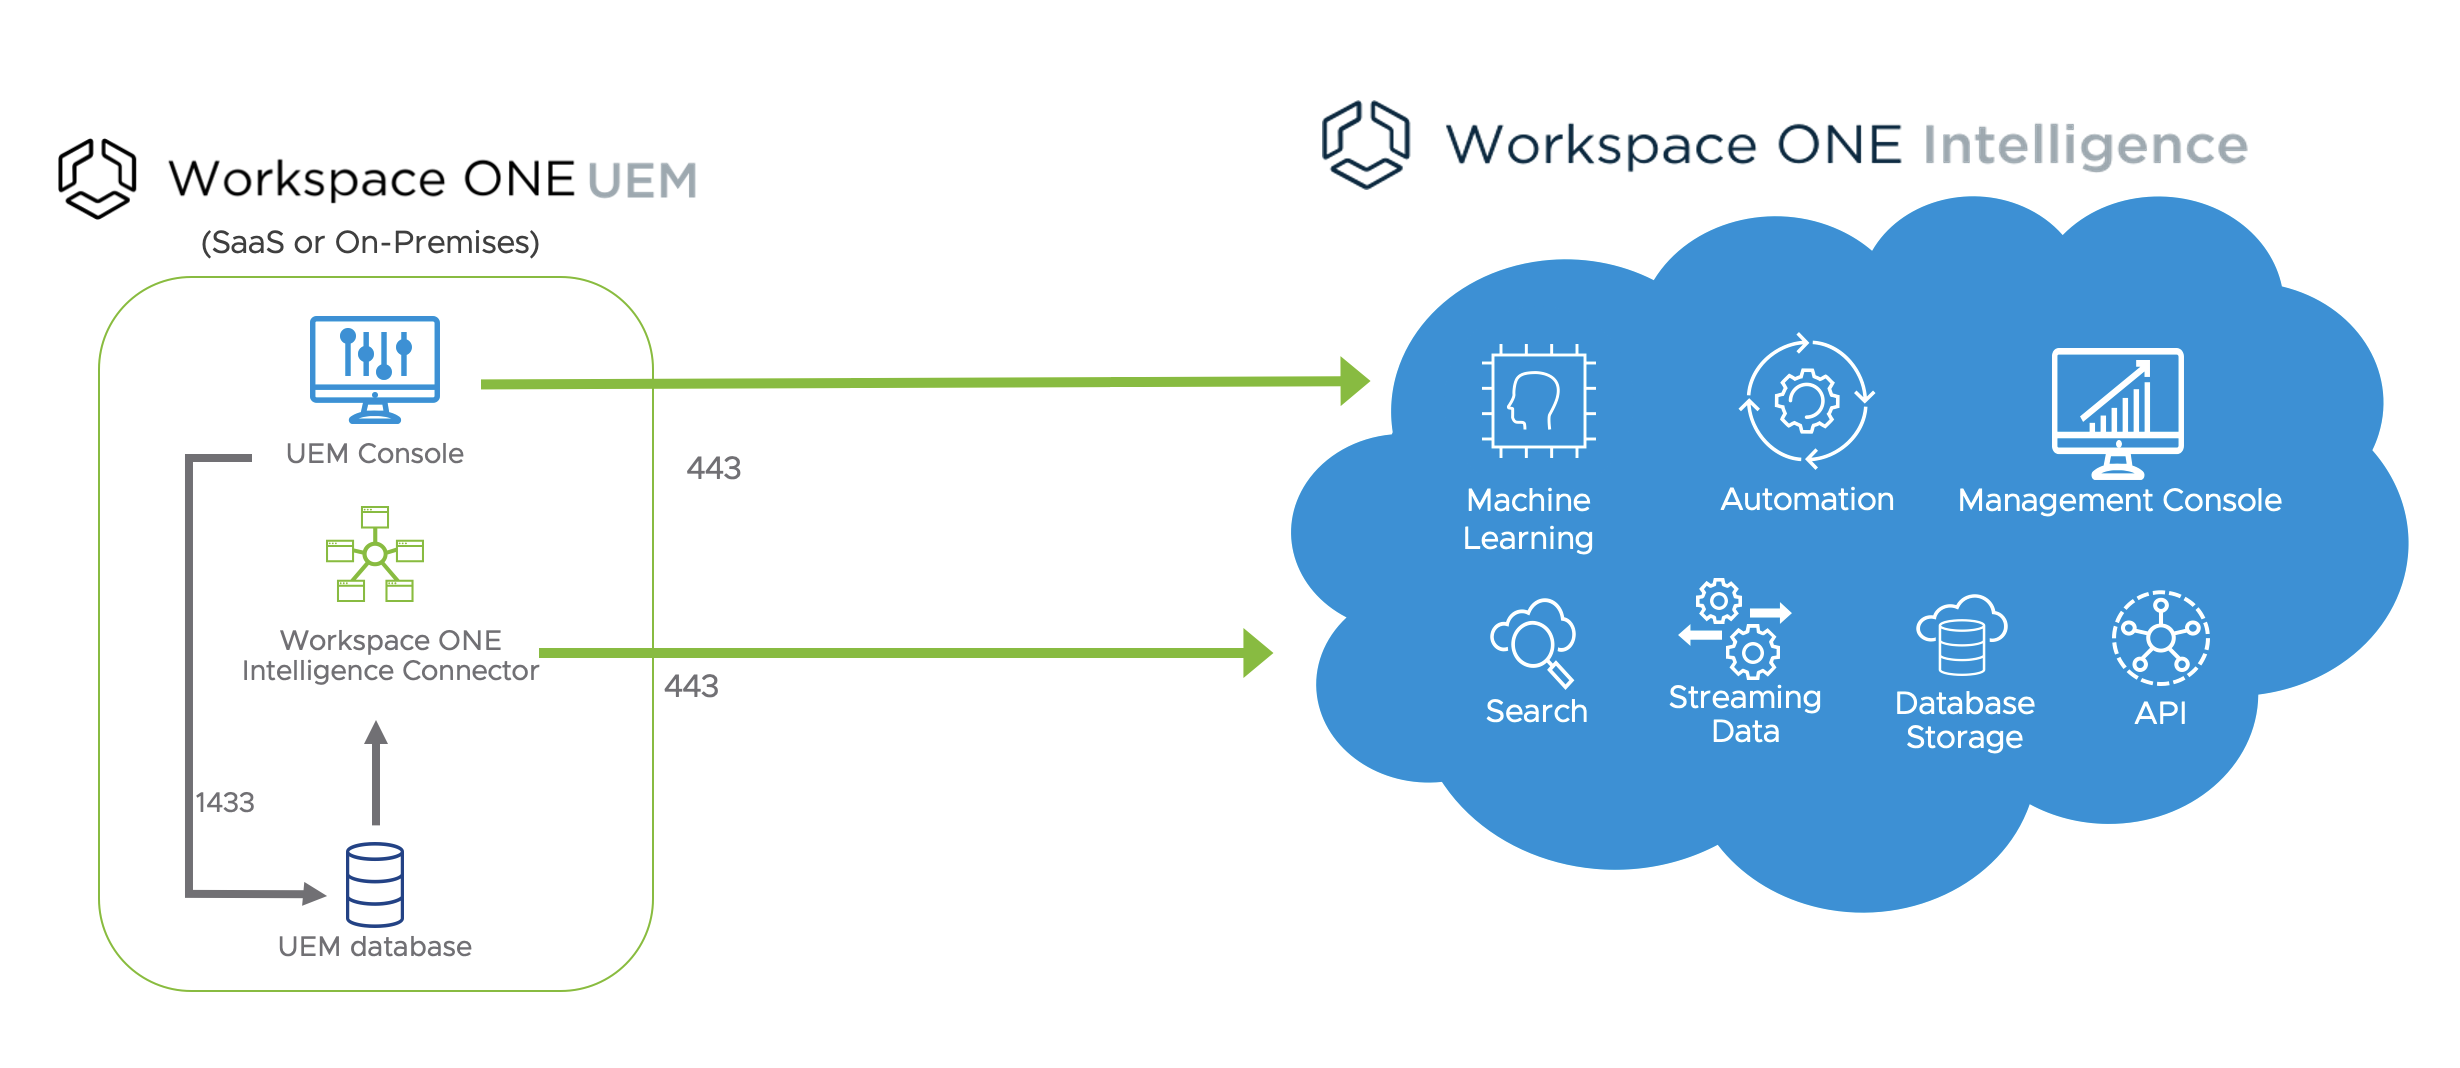 Workspace ONE UEM
(SaaS or On-Premises)
UEM Console
443
Workspace ONE
Intelligence Connector
443
1433
UEM database
Workspace ONE Intelligence
Machine
Learning
Automation
Management Console
Search
Streaming
Data
Database
Storage
API